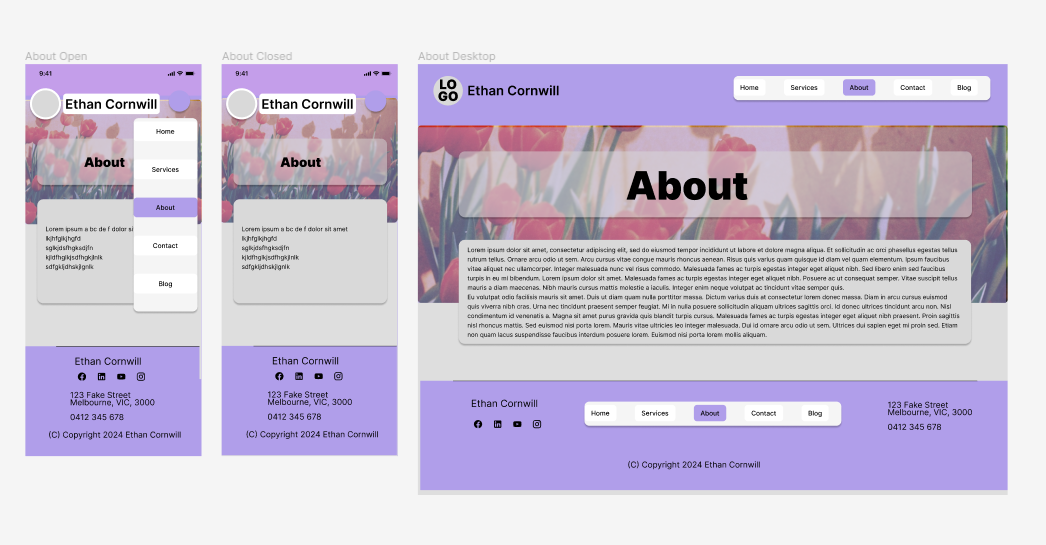 About Open
9:41
Ethan Cornwill
Home
About
Services
About
Lorem ipsum a bc de f dolor si
lkjhfglkjhgfd
sglkjdsfhgksdjfn
kjldfhglkjsdfhgkjlnlk
sdfgkljdhskjlgnlk
Contact
Blog
Ethan Cornwill
123 Fake Street
Melbourne, VIC, 3000
0412 345 678
(C) Copyright 2024 Ethan Cornwill
About Closed
9:41
Ethan Cornwill
About
Lorem ipsum a bc de f dolor sit amet
lkjhfglkjhgfd
sglkjdsfhgksdjfn
kjldfhglkjsdfhgkjlnlk
sdfgkljdhskjlgnlk
Ethan Cornwill
123 Fake Street
Melbourne, VIC, 3000
0412 345 678
(C) Copyright 2024 Ethan Cornwill
About Desktop
LO
GO
Ethan Cornwill
Home Services About Contact Blog
About
Lorem ipsum dolor sit amet, consectetur adipiscing elit, sed do eiusmod tempor incididunt ut labore et dolore magna aliqua. Et sollicitudin ac orci phasellus egestas tellus
rutrum tellus. Ornare arcu odio ut sem. Arcu cursus vitae congue mauris rhoncus aenean. Risus quis varius quam quisque id diam vel quam elementum. Ipsum faucibus
vitae aliquet nec ullamcorper. Integer malesuada nunc vel risus commodo. Malesuada fames ac turpis egestas integer eget aliquet nibh. Sed libero enim sed faucibus
turpis in eu mi bibendum. Lorem ipsum dolor sit amet. Malesuada fames ac turpis egestas integer eget aliquet nibh. Posuere ac ut consequat semper. Viverra suspendisse
mauris a diam maecenas. Nibh mauris cursus mattis molestie a iaculis. Integer enim neque volutpat ac tincidunt vitae semper quis.
Eu volutpat odio facilisis mauris sit amet. Duis ut diam quam nulla porttitor massa. Dictum varius duis at consectetur lorem donec massa. Diam in arcu cursus euismod
quis viverra nibh cras. Urna nec tincidunt praesent semper feugiat. Mi in nulla posuere sollicitudin aliquam ultrices sagittis orci. Id donec ultrices tincidunt arcu non. Nisl
condimentum id venenatis a. Magna sit amet purus gravida quis blandit turpis cursus. Malesuada fames ac turpis egestas integer eget aliquet nibh praesent. Proin sagittis
nisl rhoncus mattis. Sed euismod nisi porta lorem. Mauris vitae ultricies leo integer malesuada. Dui id ornare arcu odio ut sem. Ultrices dui sapien eget mi proin sed. Etiam
non quam lacus suspendisse faucibus interdum posuere lorem. Euismod nisi porta lorem mollis aliquam.
Ethan Cornwill
Home Services About Contact Blog
123 Fake Street
Melbourne, VIC, 3000
0412 345 678
(C) Copyright 2024 Ethan Cornwill